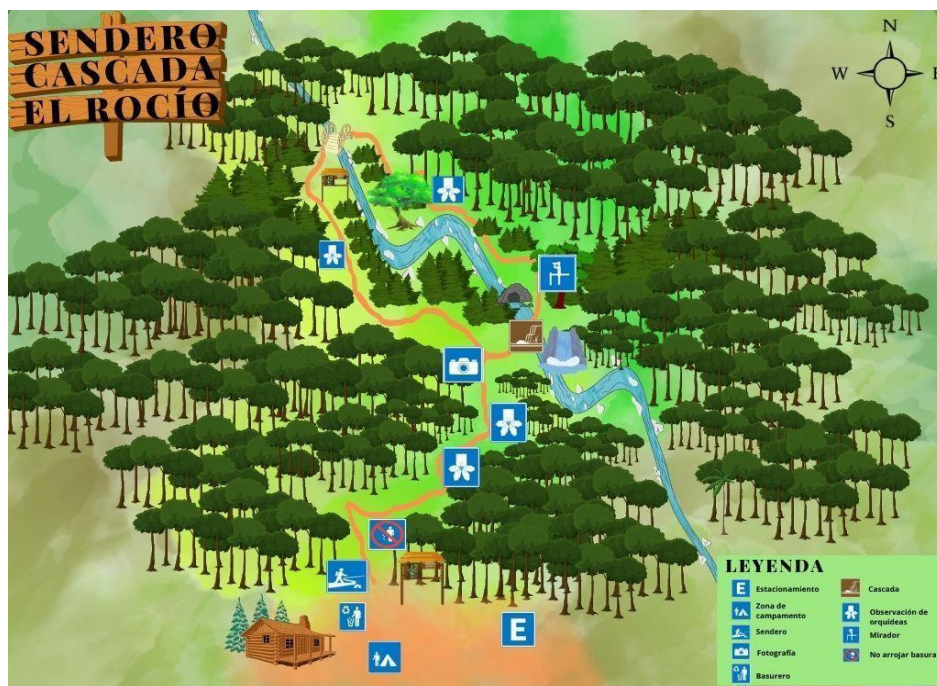 SENDERO
CASCADA
EL ROCÍO
N
W
E
S
E
LEYENDA
E
Estacionamiento
Zona de
campamento
Sendero
Fotografía
Basurero
Cascada
Observación de
orquídeas
Mirador
No arrojar basura